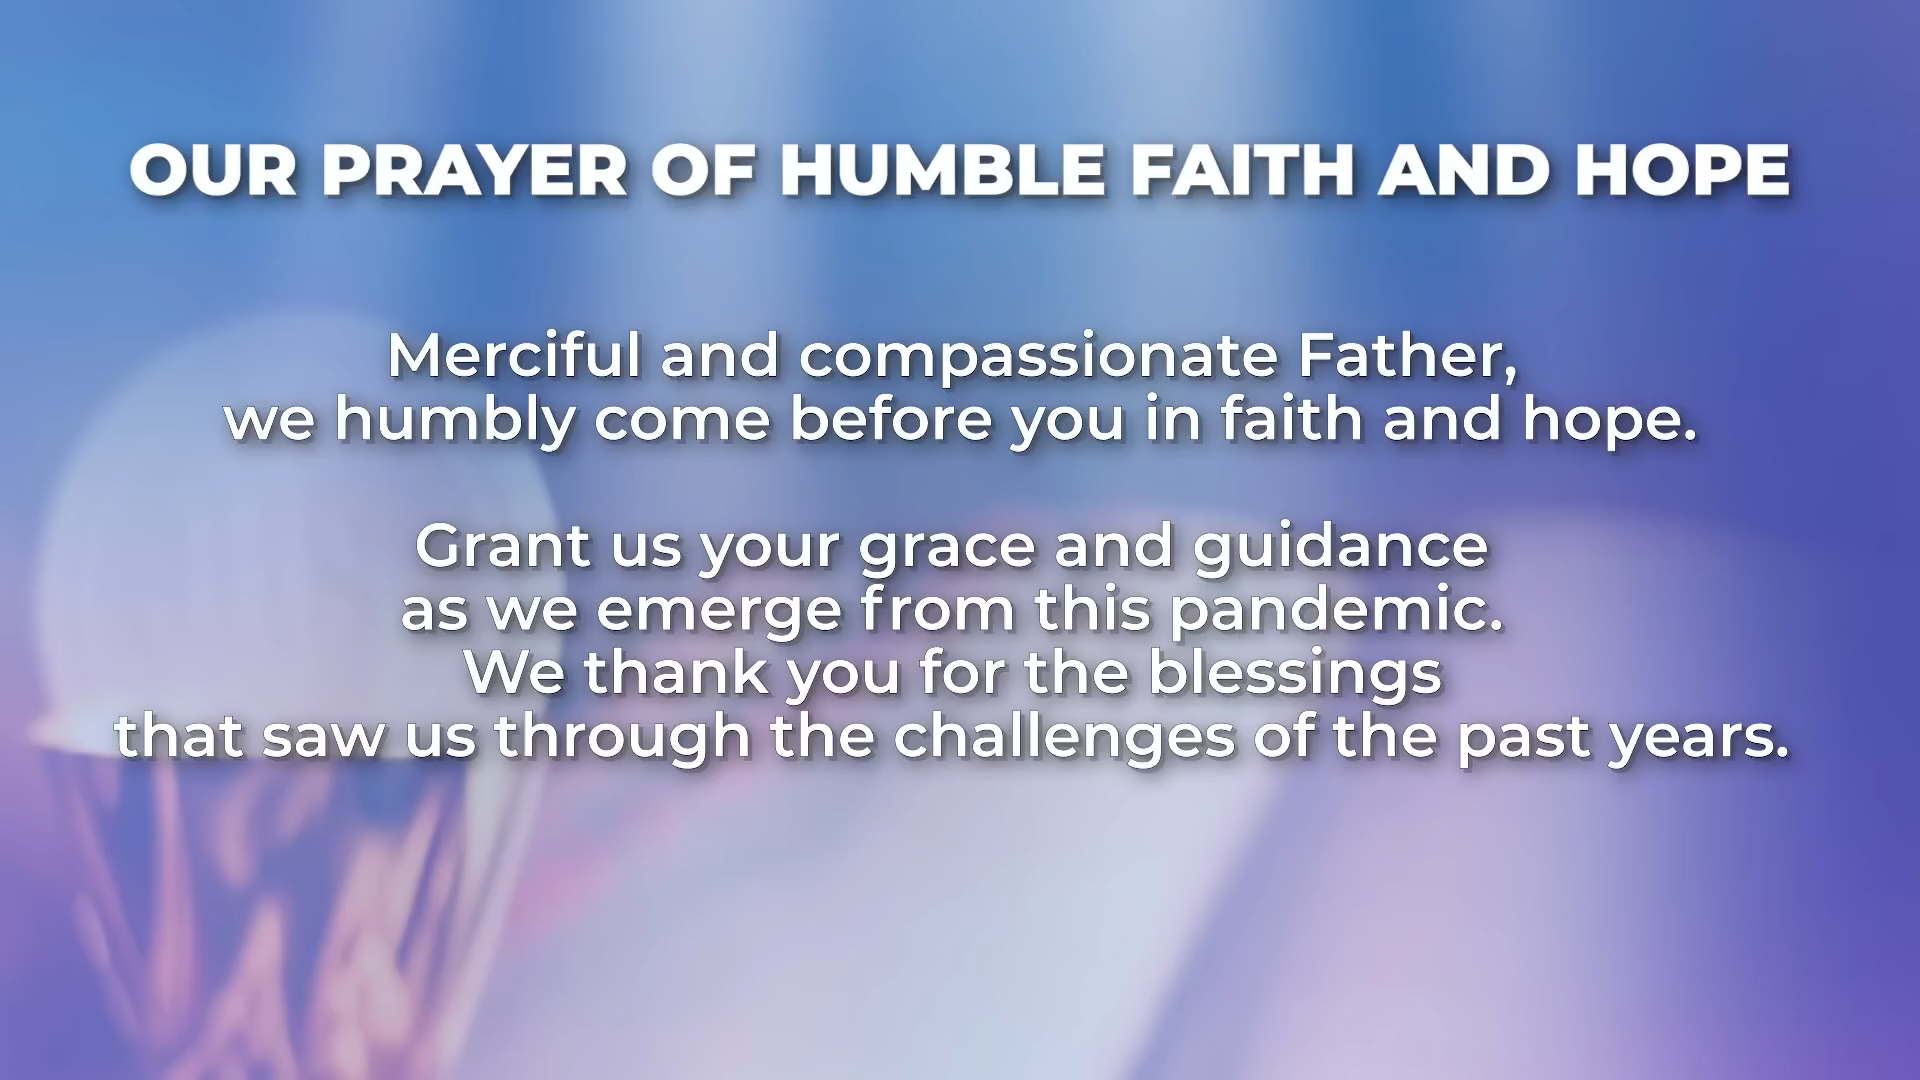 OUR PRAYER OF HUMBLE FAITH AND HOPE
Merciful and compassionate Father,
we humbly come before you in faith and hope.
Grant us your grace and guidance
as we emerge from this pandemic.
We thank you for the blessings
that saw us through the challenges of the past years.